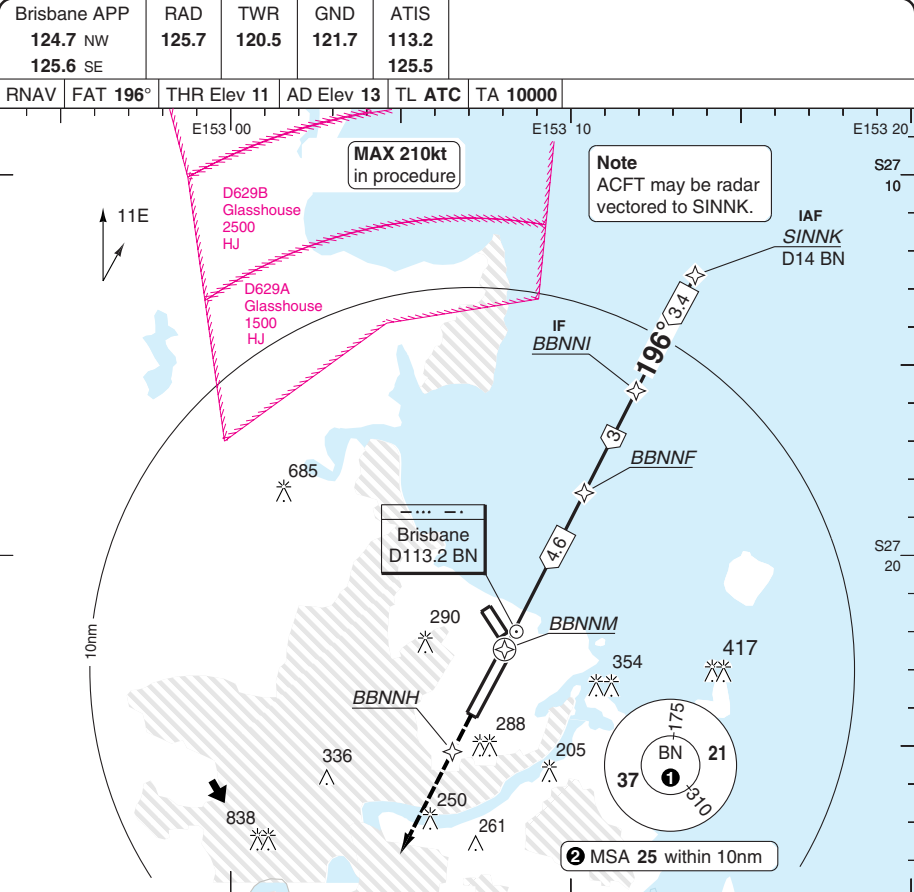 Brisbane APP
124.7 NW
125.6 SE
RAD
125.7
TWR
120.5
GND
121.7
ATIS
113.2
125.5
RNAV
FAT 196°
THR Elev 11
AD Elev 13
TL ATC
TA 10000
E153 00
E153 10
E153 20
MAX 210kt
in procedure
Note
ACFT may be radar
vectored to SINNK.
S27
10
11E
D629B
Glasshouse
2500
HJ
IAF
SINNK
D14 BN
D629A
Glasshouse
1500
HJ
3.4
196°
IF
BBNNI
3
BBNNF
685
Brisbane
D113.2 BN
4.6
S27
20
290
BBNNM
10nm
354
417
BBNNH
288
175
336
205
BN
1
21
37
310
250
838
261
2 MSA 25 within 10nm